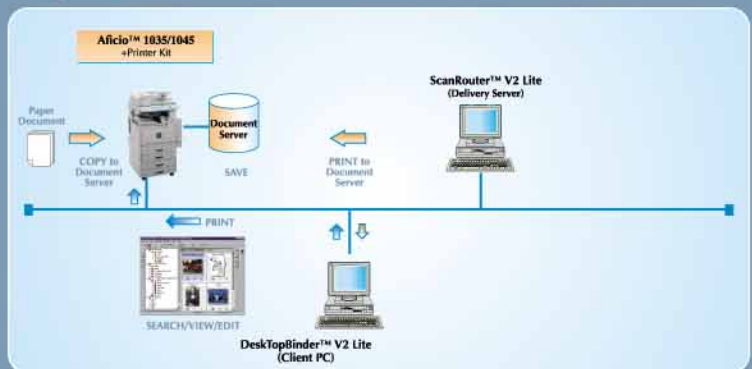 Aficio™ 1035/1045
+Printer Kit
ScanRouter™ V2 Lite
(Delivery Server)
Paper
Document
Document
Server
COPY to
Document
Server
SAVE
PRINT to
Document
Server
PRINT
SEARCH/VIEW/EDIT
DeskTopBinder™ V2 Lite
(Client PC)